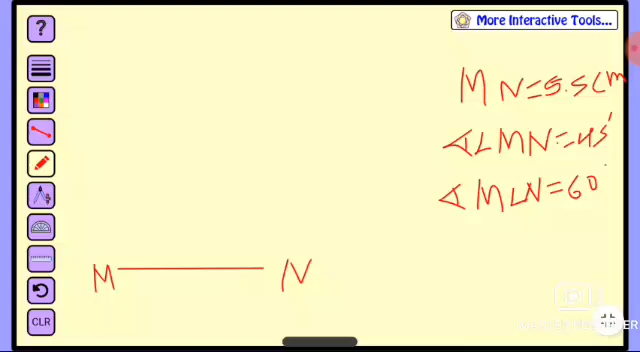 ?
More Interactive Tools...
MN=5.5cm
∢LMN=45°
∢MLN=60
M N
CLR